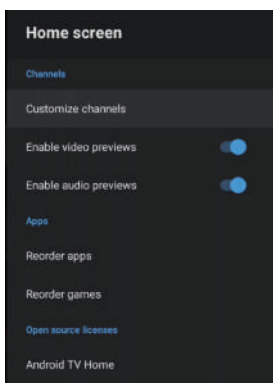 Home screen
Channels
Customize channels
Enable video previews
Enable audio previews
Apps
Reorder apps
Reorder games
Open source licenses
Android TV Home